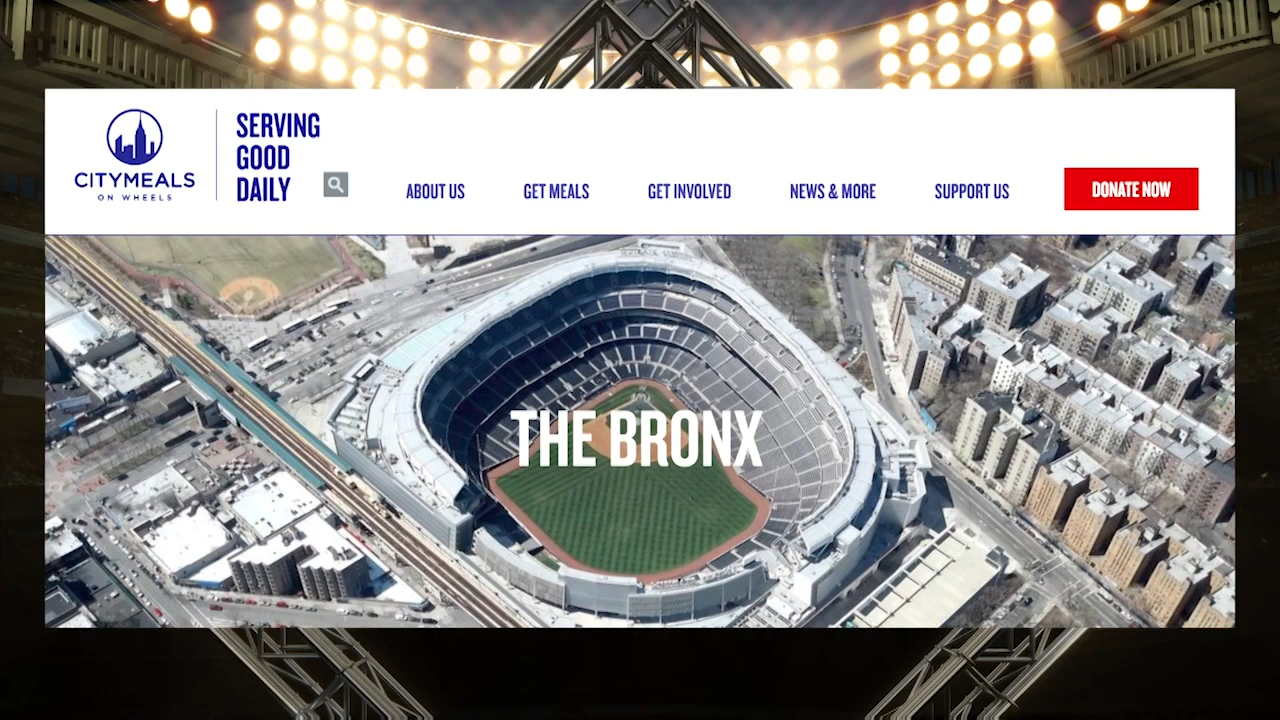 CITYMEALS
ON WHEELS
SERVING
GOOD
DAILY
ABOUT US
GET MEALS
GET INVOLVED
NEWS & MORE
SUPPORT US
DONATE NOW
THE BRONX